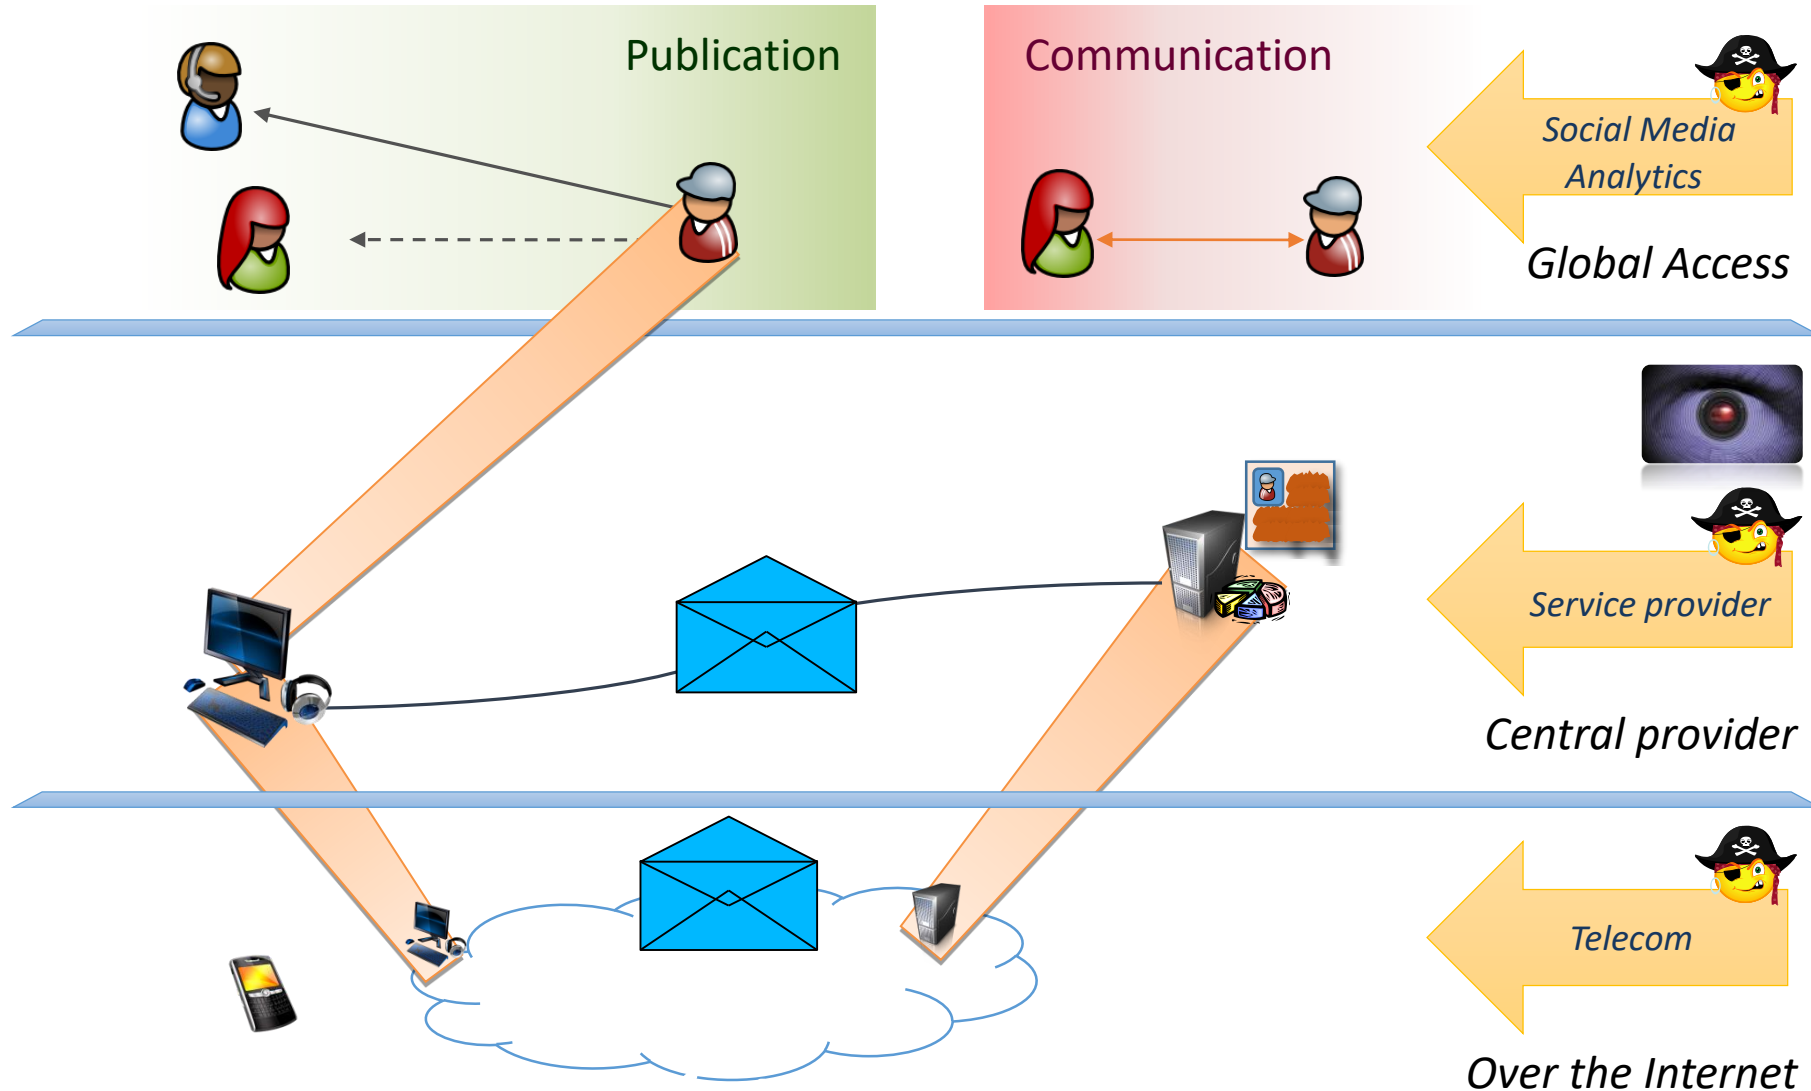 Publication
Communication
Social Media
Analytics
Global Access
Service provider
Central provider
Telecom
Over the Internet